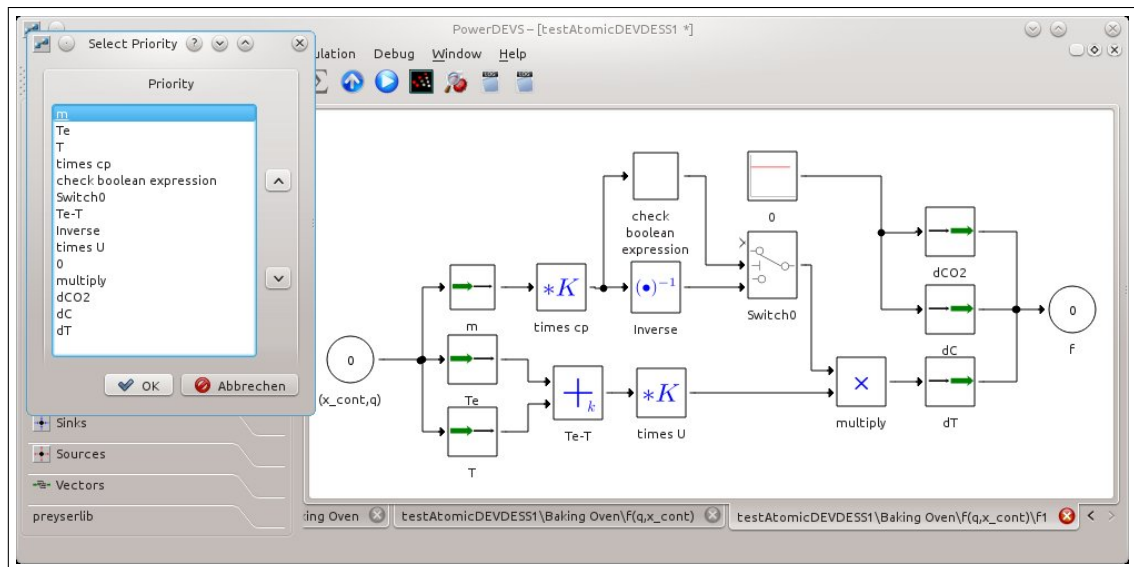 PowerDEVS – [testAtomicDEVDESS1 *]
Select Priority
ulation Debug Window Help
Priority
m
Te
T
times cp
check boolean expression
Switch0
Te-T
Inverse
times U
0
multiply
dCO2
dC
dT
OK Abbrechen
Sinks
Sources
Vectors
preyserlib
check
boolean
expression
0
dCO2
*K
(•)⁻¹
m
times cp
Inverse
Switch0
dC
0
f
0
(x_cont,q)
Te
+k
*K
×
T
Te-T
times U
multiply
dT
ing Oven testAtomicDEVDESS1\Baking Oven\f(q,x_cont) testAtomicDEVDESS1\Baking Oven\f(q,x_cont)\f1